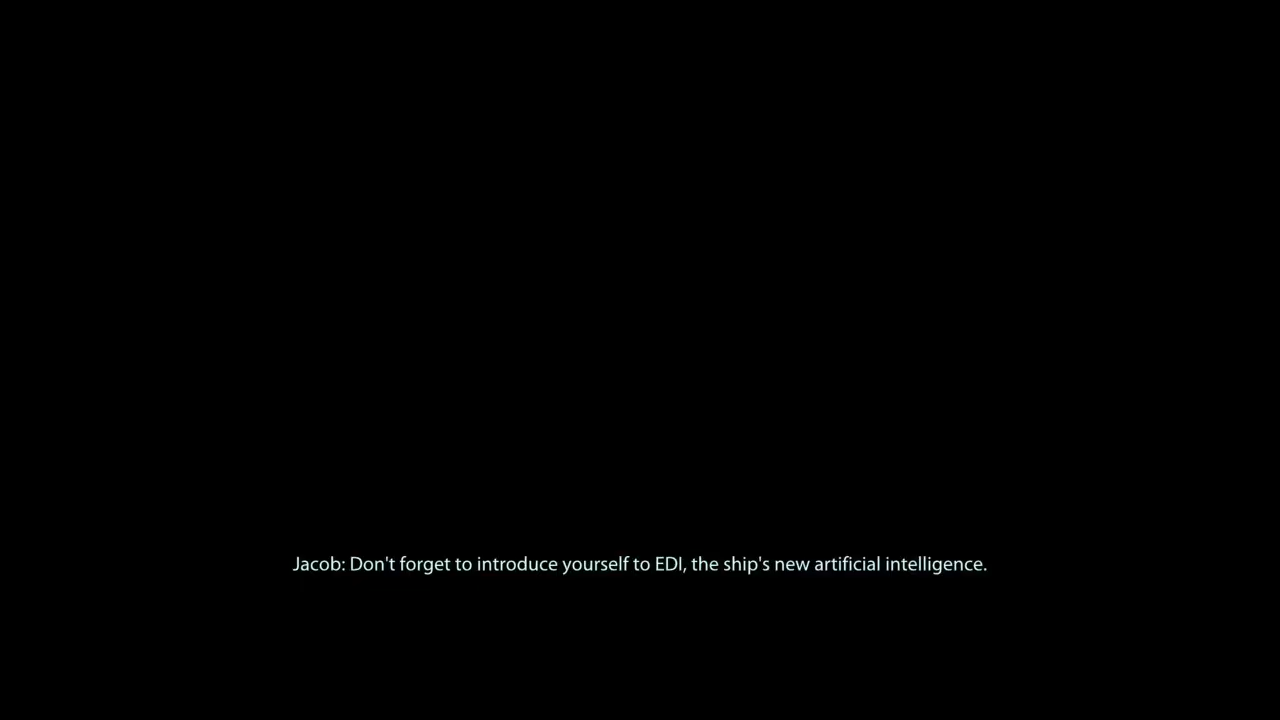 Jacob: Don't forget to introduce yourself to EDI, the ship's new artificial intelligence.